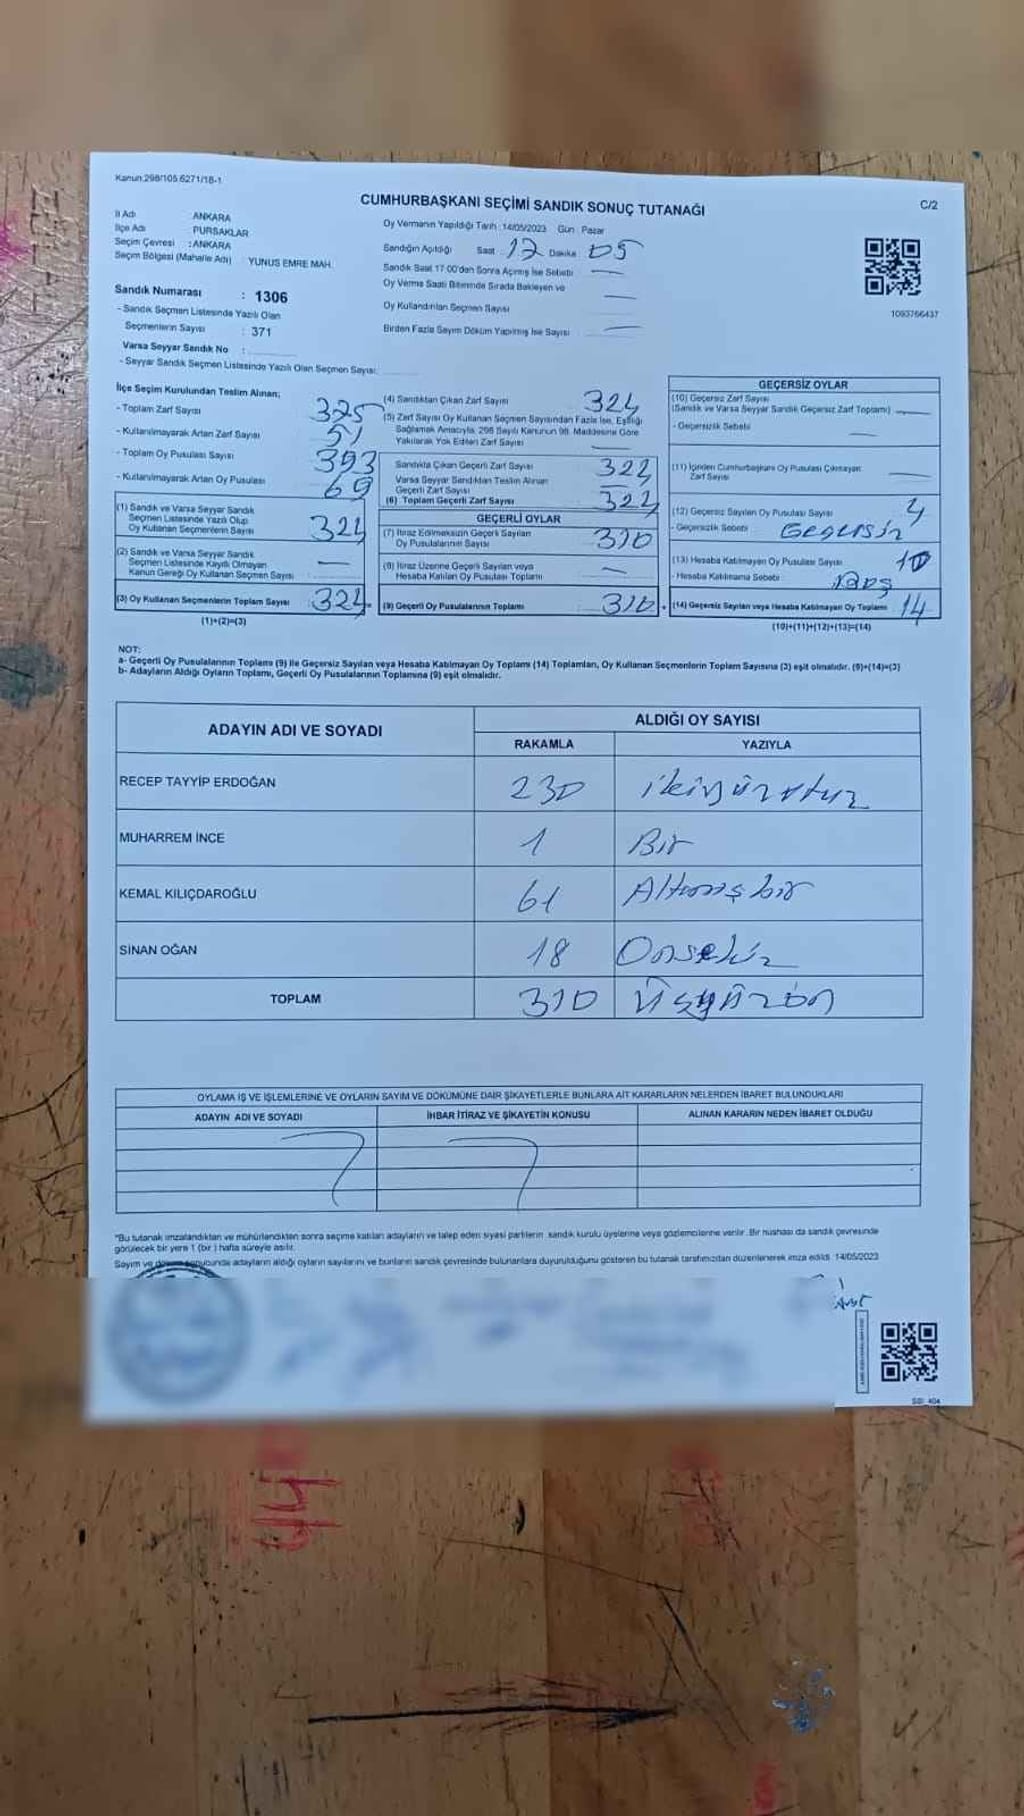 Kanun:298/105.6271/18-1
CUMHURBAŞKANI SEÇİMİ SANDIK SONUÇ TUTANAĞI
C/2
İl Adı : ANKARA
İlçe Adı : PURSAKLAR
Seçim Çevresi : ANKARA
Seçim Bölgesi (Mahalle Adı) : YUNUS EMRE MAH.
Sandık Numarası : 1306
- Sandık Seçmen Listesinde Yazılı Olan
Seçmenlerin Sayısı : 371
Varsa Seyyar Sandık No :
- Seyyar Sandık Seçmen Listesinde Yazılı Olan Seçmen Sayısı:
Oy Vermenin Yapıldığı Tarih :14/05/2023 Gün : Pazar
Sandığın Açıldığı Saat : 17 Dakika : 05
Sandık Saat 17:00'den Sonra Açılmış İse Sebebi
Oy Verme Saati Bitiminde Sırada Bekleyen ve
Oy Kullandırılan Seçmen Sayısı
Birden Fazla Sayım Döküm Yapılmış İse Sayısı
1093766437
İlçe Seçim Kurulundan Teslim Alınan;
- Toplam Zarf Sayısı 375
- Kullanılmayarak Artan Zarf Sayısı 51
- Toplam Oy Pusulası Sayısı 393
- Kullanılmayarak Artan Oy Pusulası 69
(1) Sandık ve Varsa Seyyar Sandık
Seçmen Listesinde Yazılı Olup
Oy Kullanan Seçmenlerin Sayısı 324
(2) Sandık ve Varsa Seyyar Sandık
Seçmen Listesinde Kayıtlı Olmayan
Kanun Gereği Oy Kullanan Seçmen Sayısı
(3) Oy Kullanan Seçmenlerin Toplam Sayısı 324
(1)+(2)=(3)
(4) Sandıktan Çıkan Zarf Sayısı 324
(5) Zarf Sayısı Oy Kullanan Seçmen Sayısından Fazla İse, Eşitliği
Sağlamak Amacıyla, 298 Sayılı Kanunun 98. Maddesine Göre
Yakılarak Yok Edilen Zarf Sayısı
Sandıkta Çıkan Geçerli Zarf Sayısı 324
Varsa Seyyar Sandıktan Teslim Alınan
Geçerli Zarf Sayısı
(6) Toplam Geçerli Zarf Sayısı 324
GEÇERLİ OYLAR
(7) İtiraz Edilmeksizin Geçerli Sayılan
Oy Pusulalarının Sayısı 310
(8) İtiraz Üzerine Geçerli Sayılan veya
Hesaba Katılan Oy Pusulası Toplamı
(9) Geçerli Oy Pusulalarının Toplamı 310
GEÇERSİZ OYLAR
(10) Geçersiz Zarf Sayısı
(Sandık ve Varsa Seyyar Sandık Geçersiz Zarf Toplamı)
- Geçersizlik Sebebi
(11) İçinden Cumhurbaşkanı Oy Pusulası Çıkmayan
Zarf Sayısı
(12) Geçersiz Sayılan Oy Pusulası Sayısı 4
- Geçersizlik Sebebi Geçersiz
(13) Hesaba Katılmayan Oy Pusulası Sayısı 10
- Hesaba Katılmama Sebebi
(14) Geçersiz Sayılan veya Hesaba Katılmayan Oy Toplamı 14
(10)+(11)+(12)+(13)=(14)
NOT:
a- Geçerli Oy Pusulalarının Toplamı (9) ile Geçersiz Sayılan veya Hesaba Katılmayan Oy Toplamı (14) Toplamları, Oy Kullanan Seçmenlerin Toplam Sayısına (3) eşit olmalıdır. (9)+(14)=(3)
b- Adayların Aldığı Oyların Toplamı, Geçerli Oy Pusulalarının Toplamına (9) eşit olmalıdır.
ADAYIN ADI VE SOYADI
ALDIĞI OY SAYISI
RAKAMLA YAZIYLA
RECEP TAYYİP ERDOĞAN 230 ikiyüzotuz
MUHARREM İNCE 1 Bir
KEMAL KILIÇDAROĞLU 61 Altmışbir
SİNAN OĞAN 18 Onsekiz
TOPLAM 310 Üçyüzon
OYLAMA İŞ VE İŞLEMLERİNE VE OYLARIN SAYIM VE DÖKÜMÜNE DAİR ŞİKAYETLERLE BUNLARA AİT KARARLARIN NELERDEN İBARET BULUNDUKLARI
ADAYIN ADI VE SOYADI İHBAR İTİRAZ VE ŞİKAYETİN KONUSU ALINAN KARARIN NEDEN İBARET OLDUĞU
*Bu tutanak imzalandıktan ve mühürlendikten sonra seçime katılan adayların ve talep eden siyasi partilerin sandık kurulu üyelerine veya gözlemcilerine verilir. Bir nüshası da sandık çevresinde
görülecek bir yere 1 (bir) hafta süreyle asılır.
Sayım ve döküm sonucunda adayların aldığı oyların sayılarını ve bunların sandık çevresinde bulunanlara duyurulduğunu gösteren bu tutanak tarafımızdan düzenlenerek imza edildi. 14/05/2023